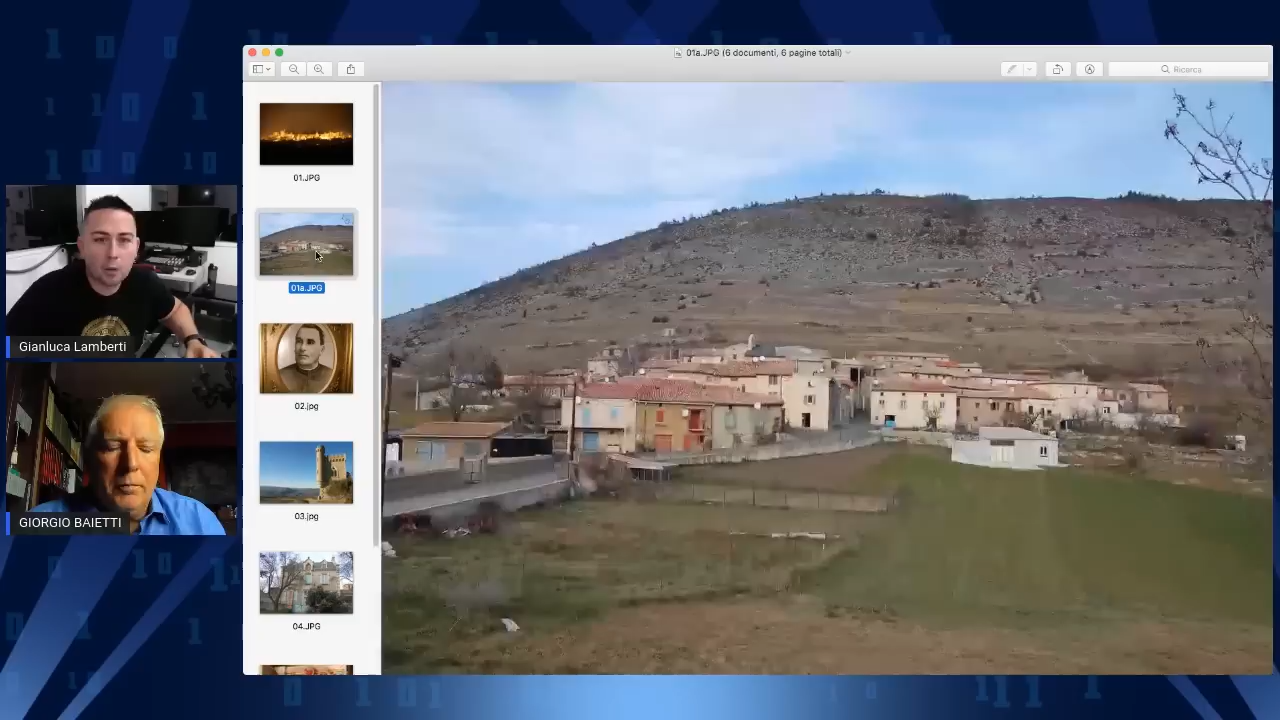 01a.JPG (6 documenti, 6 pagine totali)
Ricerca
01.JPG
01a.JPG
02.jpg
03.jpg
04.JPG
Gianluca Lamberti
GIORGIO BAIETTI